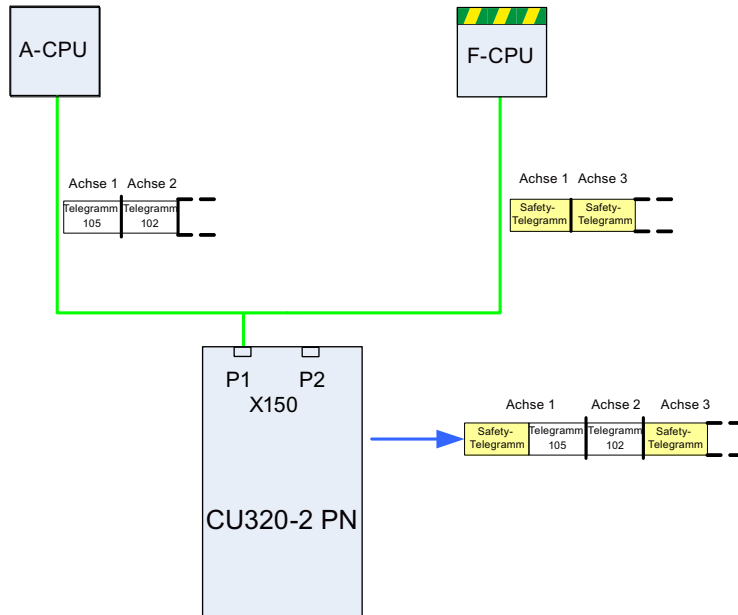 A-CPU
F-CPU
Achse 1 Achse 2
Telegramm Telegramm
105 102
Achse 1 Achse 3
Safety- Safety-
Telegramm Telegramm
P1 P2
X150
CU320-2 PN
Achse 1 Achse 2 Achse 3
Safety- Telegramm Telegramm Safety-
Telegramm 105 102 Telegramm